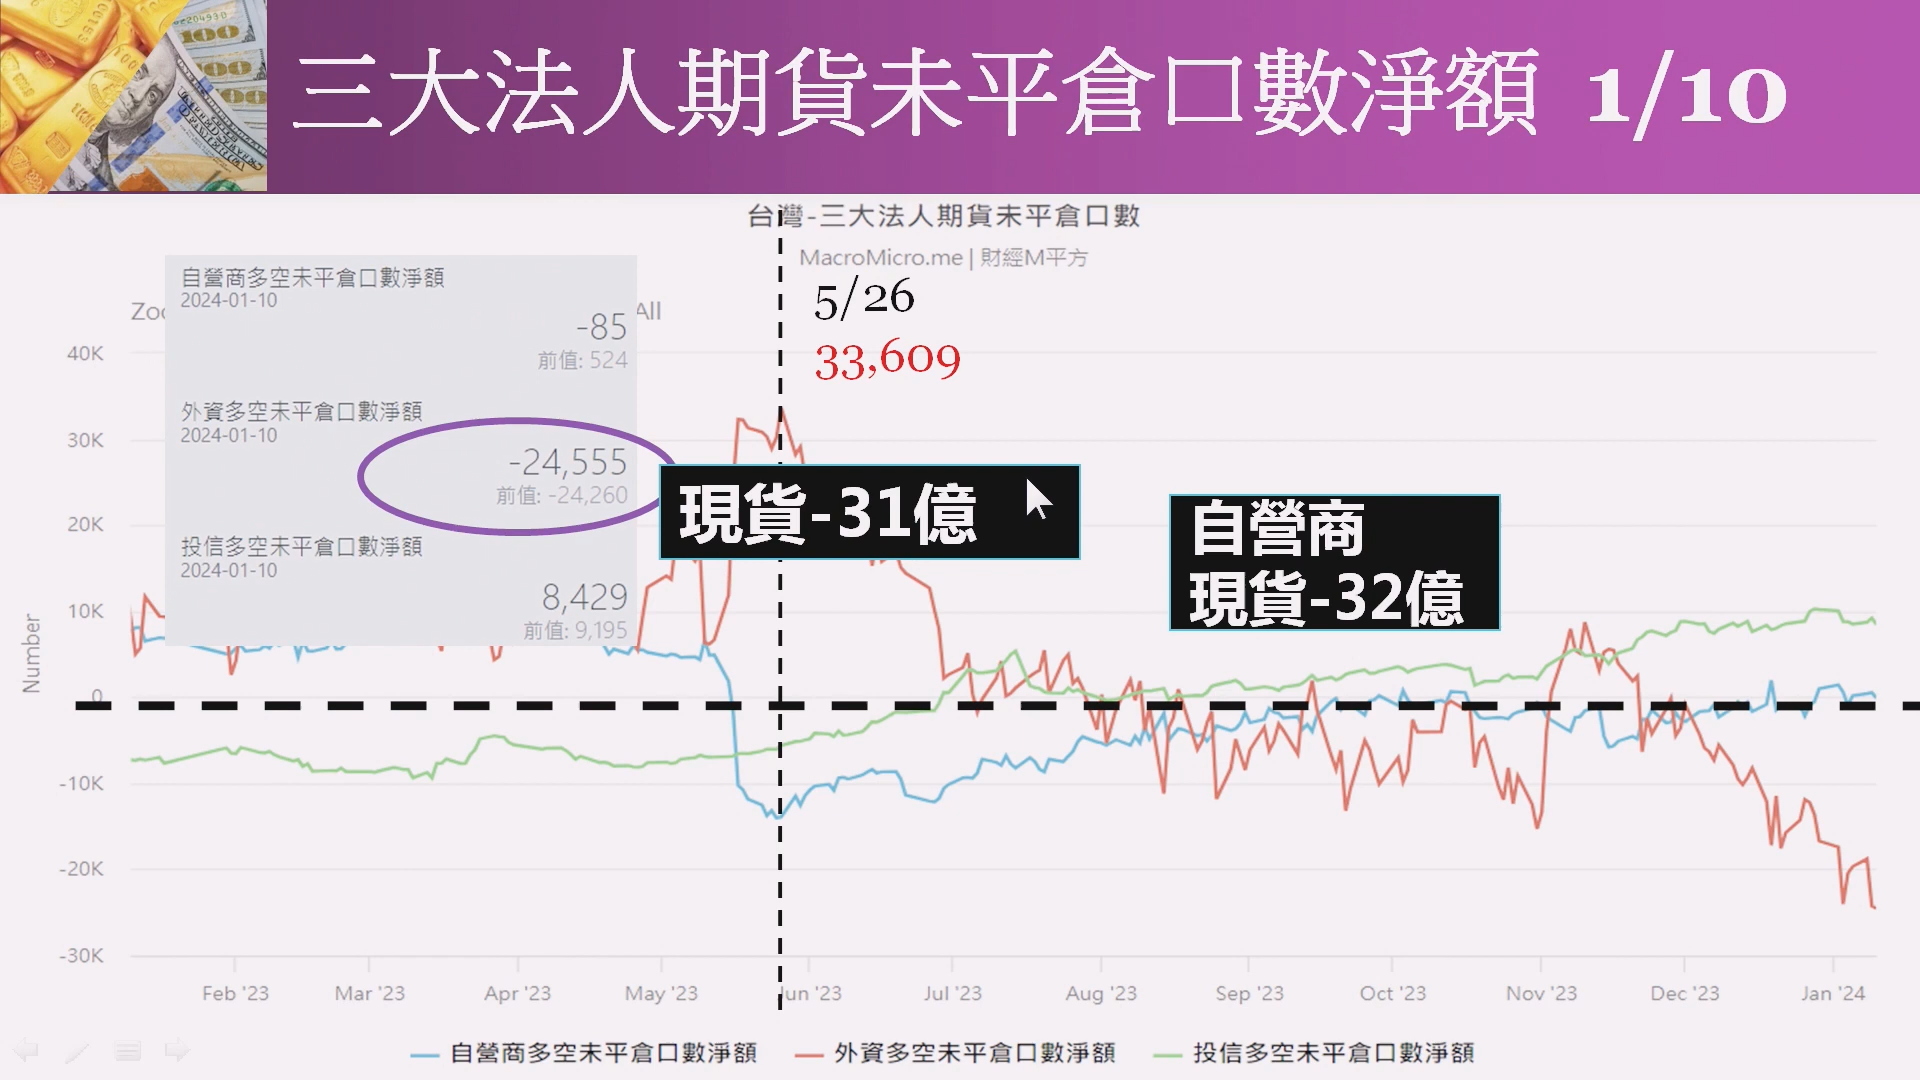 三大法人期貨未平倉口數淨額 1/10
台灣-三大法人期貨未平倉口數
MacroMicro.me | 財經M平方
5/26
33,609
自營商多空未平倉口數淨額
2024-01-10
-85
前值: 524
外資多空未平倉口數淨額
2024-01-10
-24,555
前值: -24,260
投信多空未平倉口數淨額
2024-01-10
8,429
前值: 9,195
All
現貨-31億
自營商
現貨-32億
Number
40K
30K
20K
10K
0
-10K
-20K
-30K
Feb '23
Mar '23
Apr '23
May '23
Jun '23
Jul '23
Aug '23
Sep '23
Oct '23
Nov '23
Dec '23
Jan '24
自營商多空未平倉口數淨額
外資多空未平倉口數淨額
投信多空未平倉口數淨額